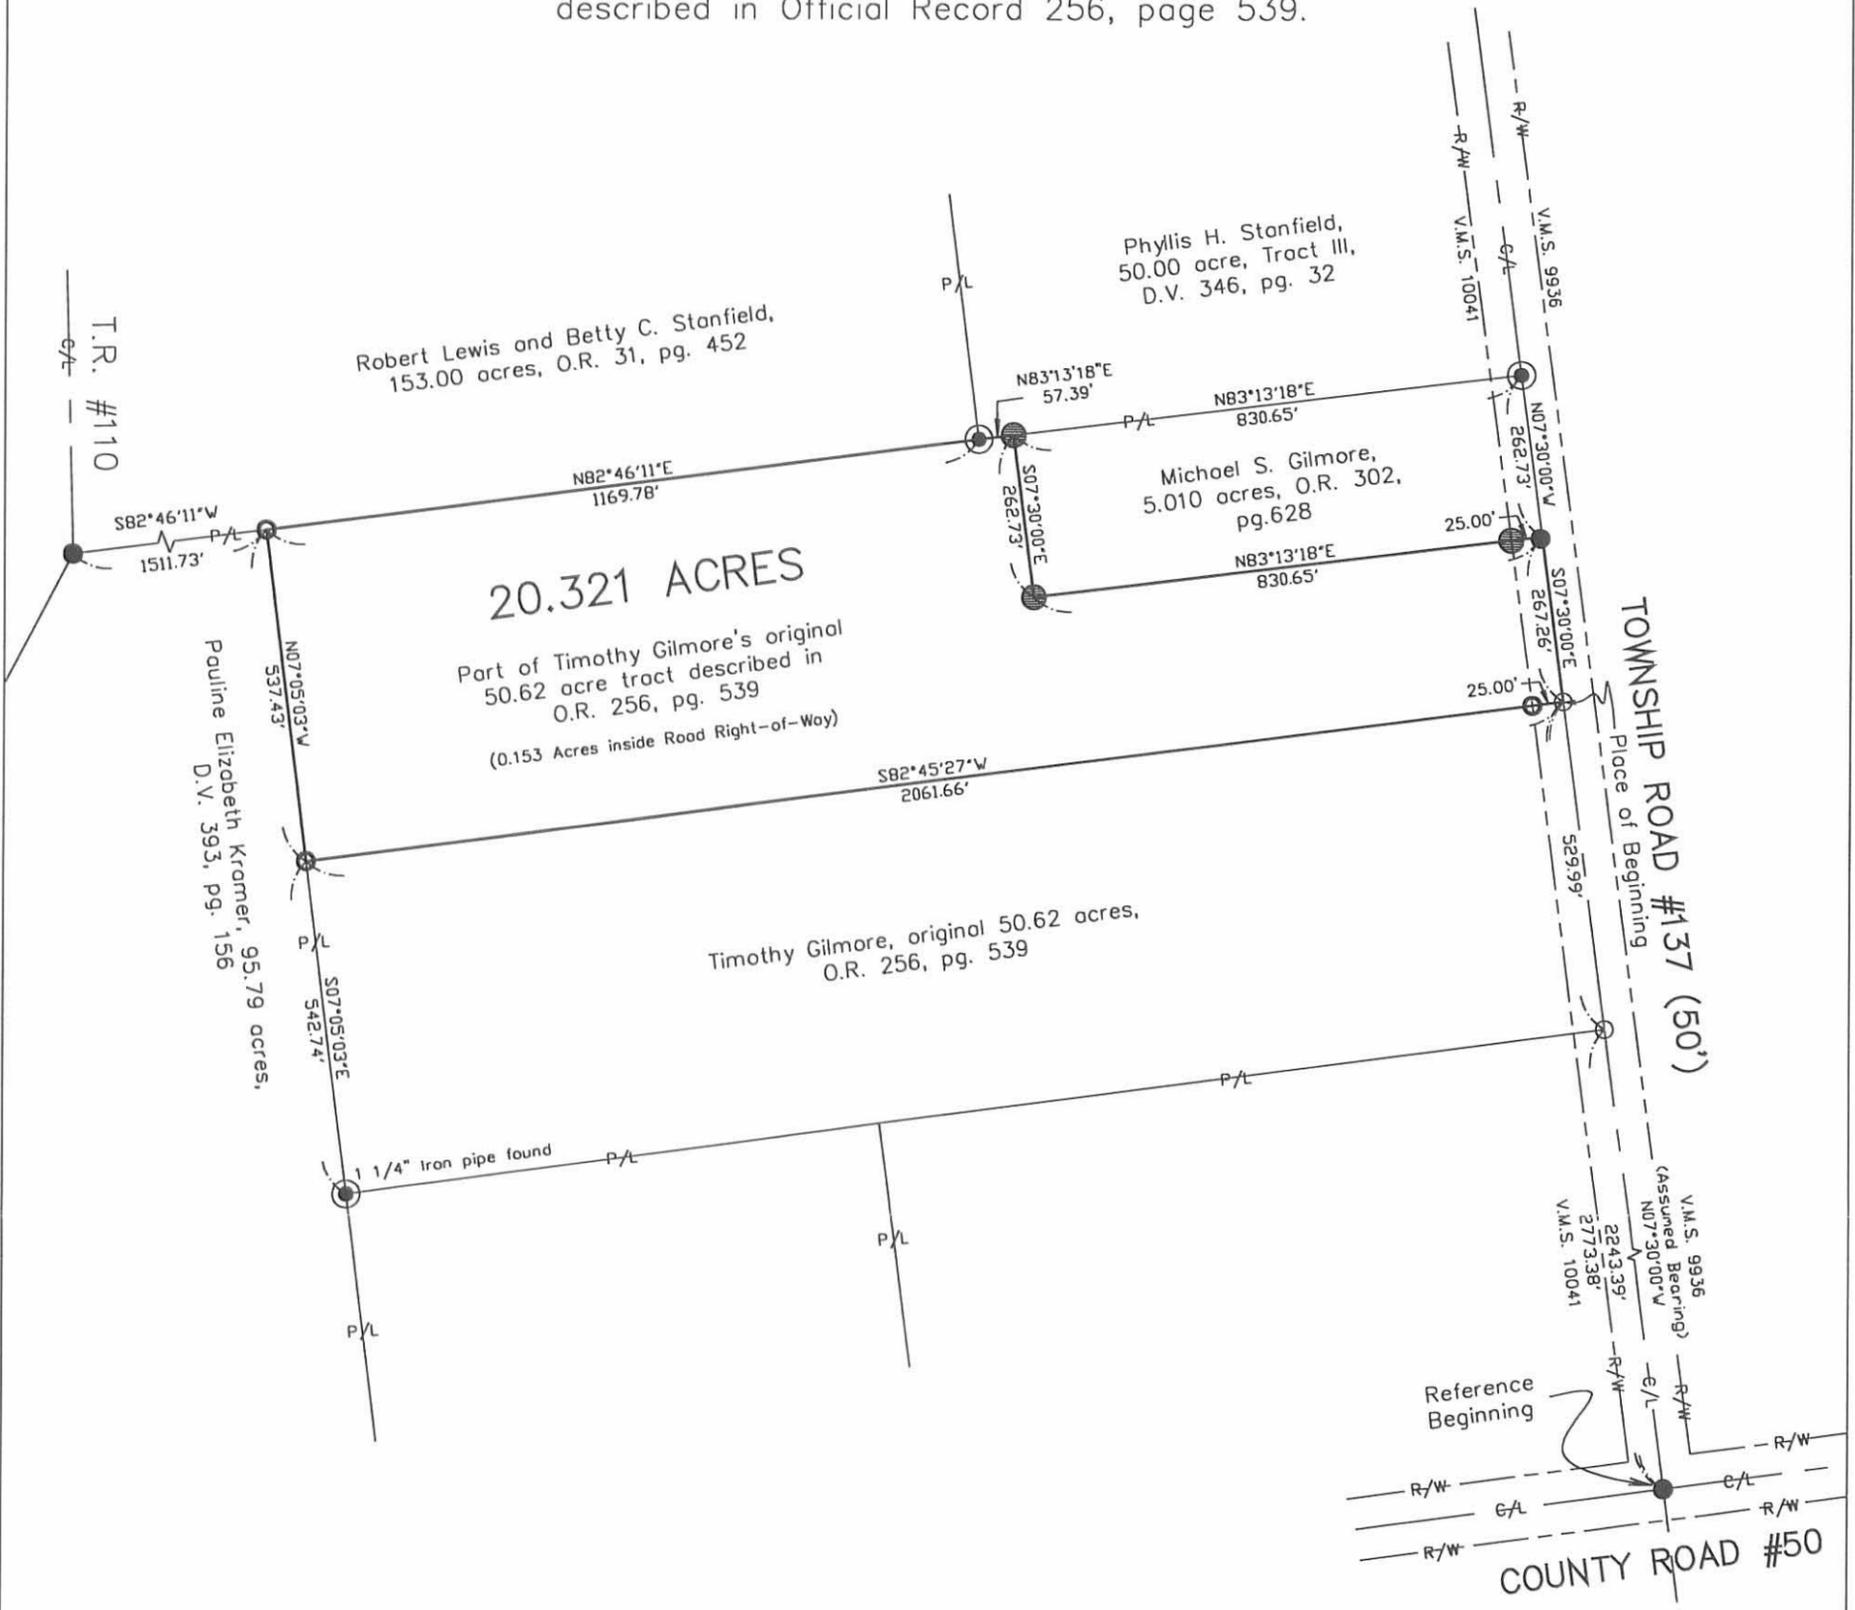 described in Official Record 256, page 539.
R/W
R/W
C/L
V.M.S. 10041
V.M.S. 9936
Phyllis H. Stanfield,
50.00 acre, Tract III,
D.V. 346, pg. 32
P/L
Robert Lewis and Betty C. Stanfield,
153.00 acres, O.R. 31, pg. 452
T.R. #110
C/L
N83°13'18"E
57.39'
N83°13'18"E
830.65'
P/L
N07°30'00"W
262.73'
N82°46'11"E
1169.78'
S07°30'00"E
262.73'
Michael S. Gilmore,
5.010 acres, O.R. 302,
pg.628
25.00'
N83°13'18"E
830.65'
S82°46'11"W
P/L
1511.73'
20.321 ACRES
Part of Timothy Gilmore's original
50.62 acre tract described in
O.R. 256, pg. 539
(0.153 Acres inside Road Right-of-Way)
S07°30'00"E
267.26'
25.00'
TOWNSHIP ROAD #137 (50')
Place of Beginning
N07°05'03"W
537.43'
Pauline Elizabeth Kramer, 95.79 acres,
D.V. 393, pg. 156
S82°45'27"W
2061.66'
529.99'
Timothy Gilmore, original 50.62 acres,
O.R. 256, pg. 539
P/L
S07°05'03"E
542.74'
P/L
1 1/4" Iron pipe found
P/L
P/L
P/L
V.M.S. 9936
(Assumed Bearing)
N07°30'00"W
2243.39'
2773.38'
V.M.S. 10041
R/W
C/L
R/W
Reference
Beginning
R/W
C/L
R/W
R/W
C/L
R/W
COUNTY ROAD #50